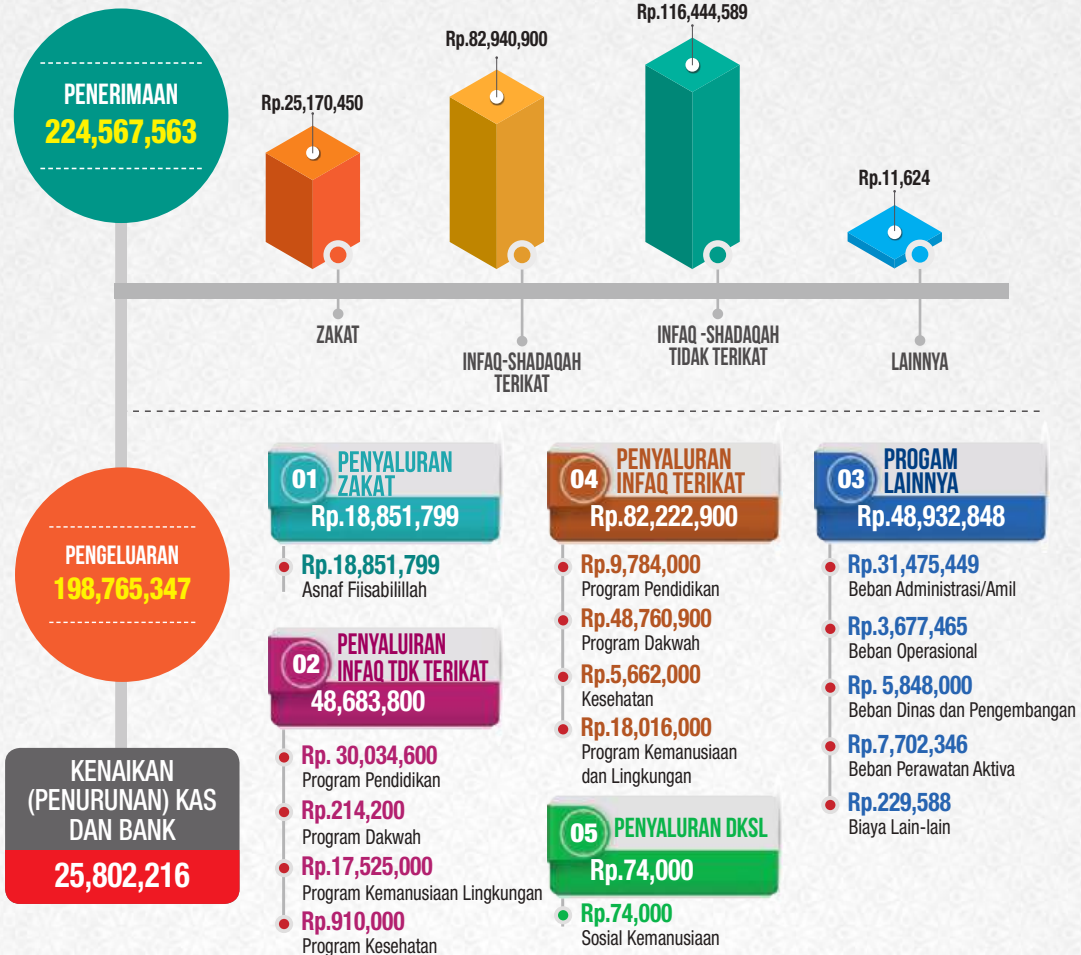 PENERIMAAN
224,567,563
Rp.25,170,450
Rp.82,940,900
Rp.116,444,589
Rp.11,624
ZAKAT
INFAQ-SHADAQAH
TERIKAT
INFAQ -SHADAQAH
TIDAK TERIKAT
LAINNYA
PENGELUARAN
198,765,347
KENAIKAN
(PENURUNAN) KAS
DAN BANK
25,802,216
01 PENYALURAN
ZAKAT
Rp.18,851,799
Rp.18,851,799
Asnaf Fiisabilillah
02 PENYALUIRAN
INFAQ TDK TERIKAT
48,683,800
Rp. 30,034,600
Program Pendidikan
Rp.214,200
Program Dakwah
Rp.17,525,000
Program Kemanusiaan Lingkungan
Rp.910,000
Program Kesehatan
04 PENYALURAN
INFAQ TERIKAT
Rp.82,222,900
Rp.9,784,000
Program Pendidikan
Rp.48,760,900
Program Dakwah
Rp.5,662,000
Kesehatan
Rp.18,016,000
Program Kemanusiaan
dan Lingkungan
05 PENYALURAN DKSL
Rp.74,000
Rp.74,000
Sosial Kemanusiaan
03 PROGAM
LAINNYA
Rp.48,932,848
Rp.31,475,449
Beban Administrasi/Amil
Rp.3,677,465
Beban Operasional
Rp. 5,848,000
Beban Dinas dan Pengembangan
Rp.7,702,346
Beban Perawatan Aktiva
Rp.229,588
Biaya Lain-lain